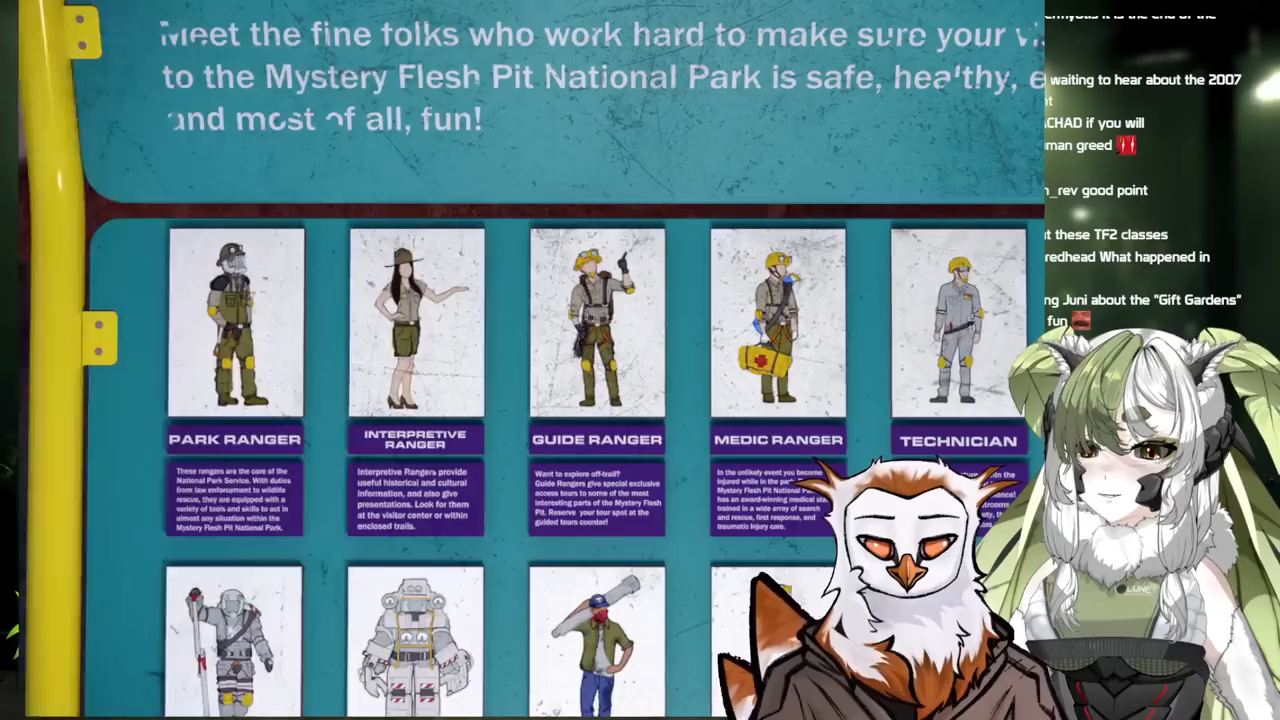 Meet the fine folks who work hard to make sure your
to the Mystery Flesh Pit National Park is safe, healthy,
and most of all, fun!
waiting to hear about the 2007
if you will
greed
good point
these TF2 classes
What happened in
Juni about the "Gift Gardens"
fun
PARK RANGER
These rangers are the core of the
National Park Service. With duties
from law enforcement to wildlife
rescue, they are equipped with a
variety of tools and skills to act in
almost any situation within the
Mystery Flesh Pit National Park.
INTERPRETIVE
RANGER
Interpretive Rangers provide
useful historical and cultural
information, and also give
presentations. Look for them
at the visitor center or within
enclosed trails.
GUIDE RANGER
Want to explore off-trail?
Guide Rangers give special exclusive
access tours to some of the most
interesting parts of the Mystery Flesh
Pit. Reserve your tour spot at the
guided tours counter!
MEDIC RANGER
In the unlikely event you become
injured while in the
Mystery Flesh Pit National
has an award-winning medical
trained in a wide array of search
and rescue, first response, and
traumatic injury care.
TECHNICIAN